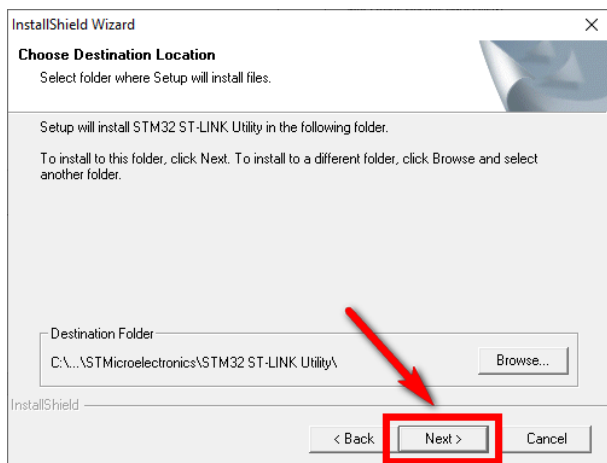 InstallShield Wizard
Choose Destination Location
Select folder where Setup will install files.
Setup will install STM32 ST-LINK Utility in the following folder.
To install to this folder, click Next. To install to a different folder, click Browse and select
another folder.
Destination Folder
C:\...\STMicroelectronics\STM32 ST-LINK Utility\
Browse...
InstallShield
< Back
Next >
Cancel